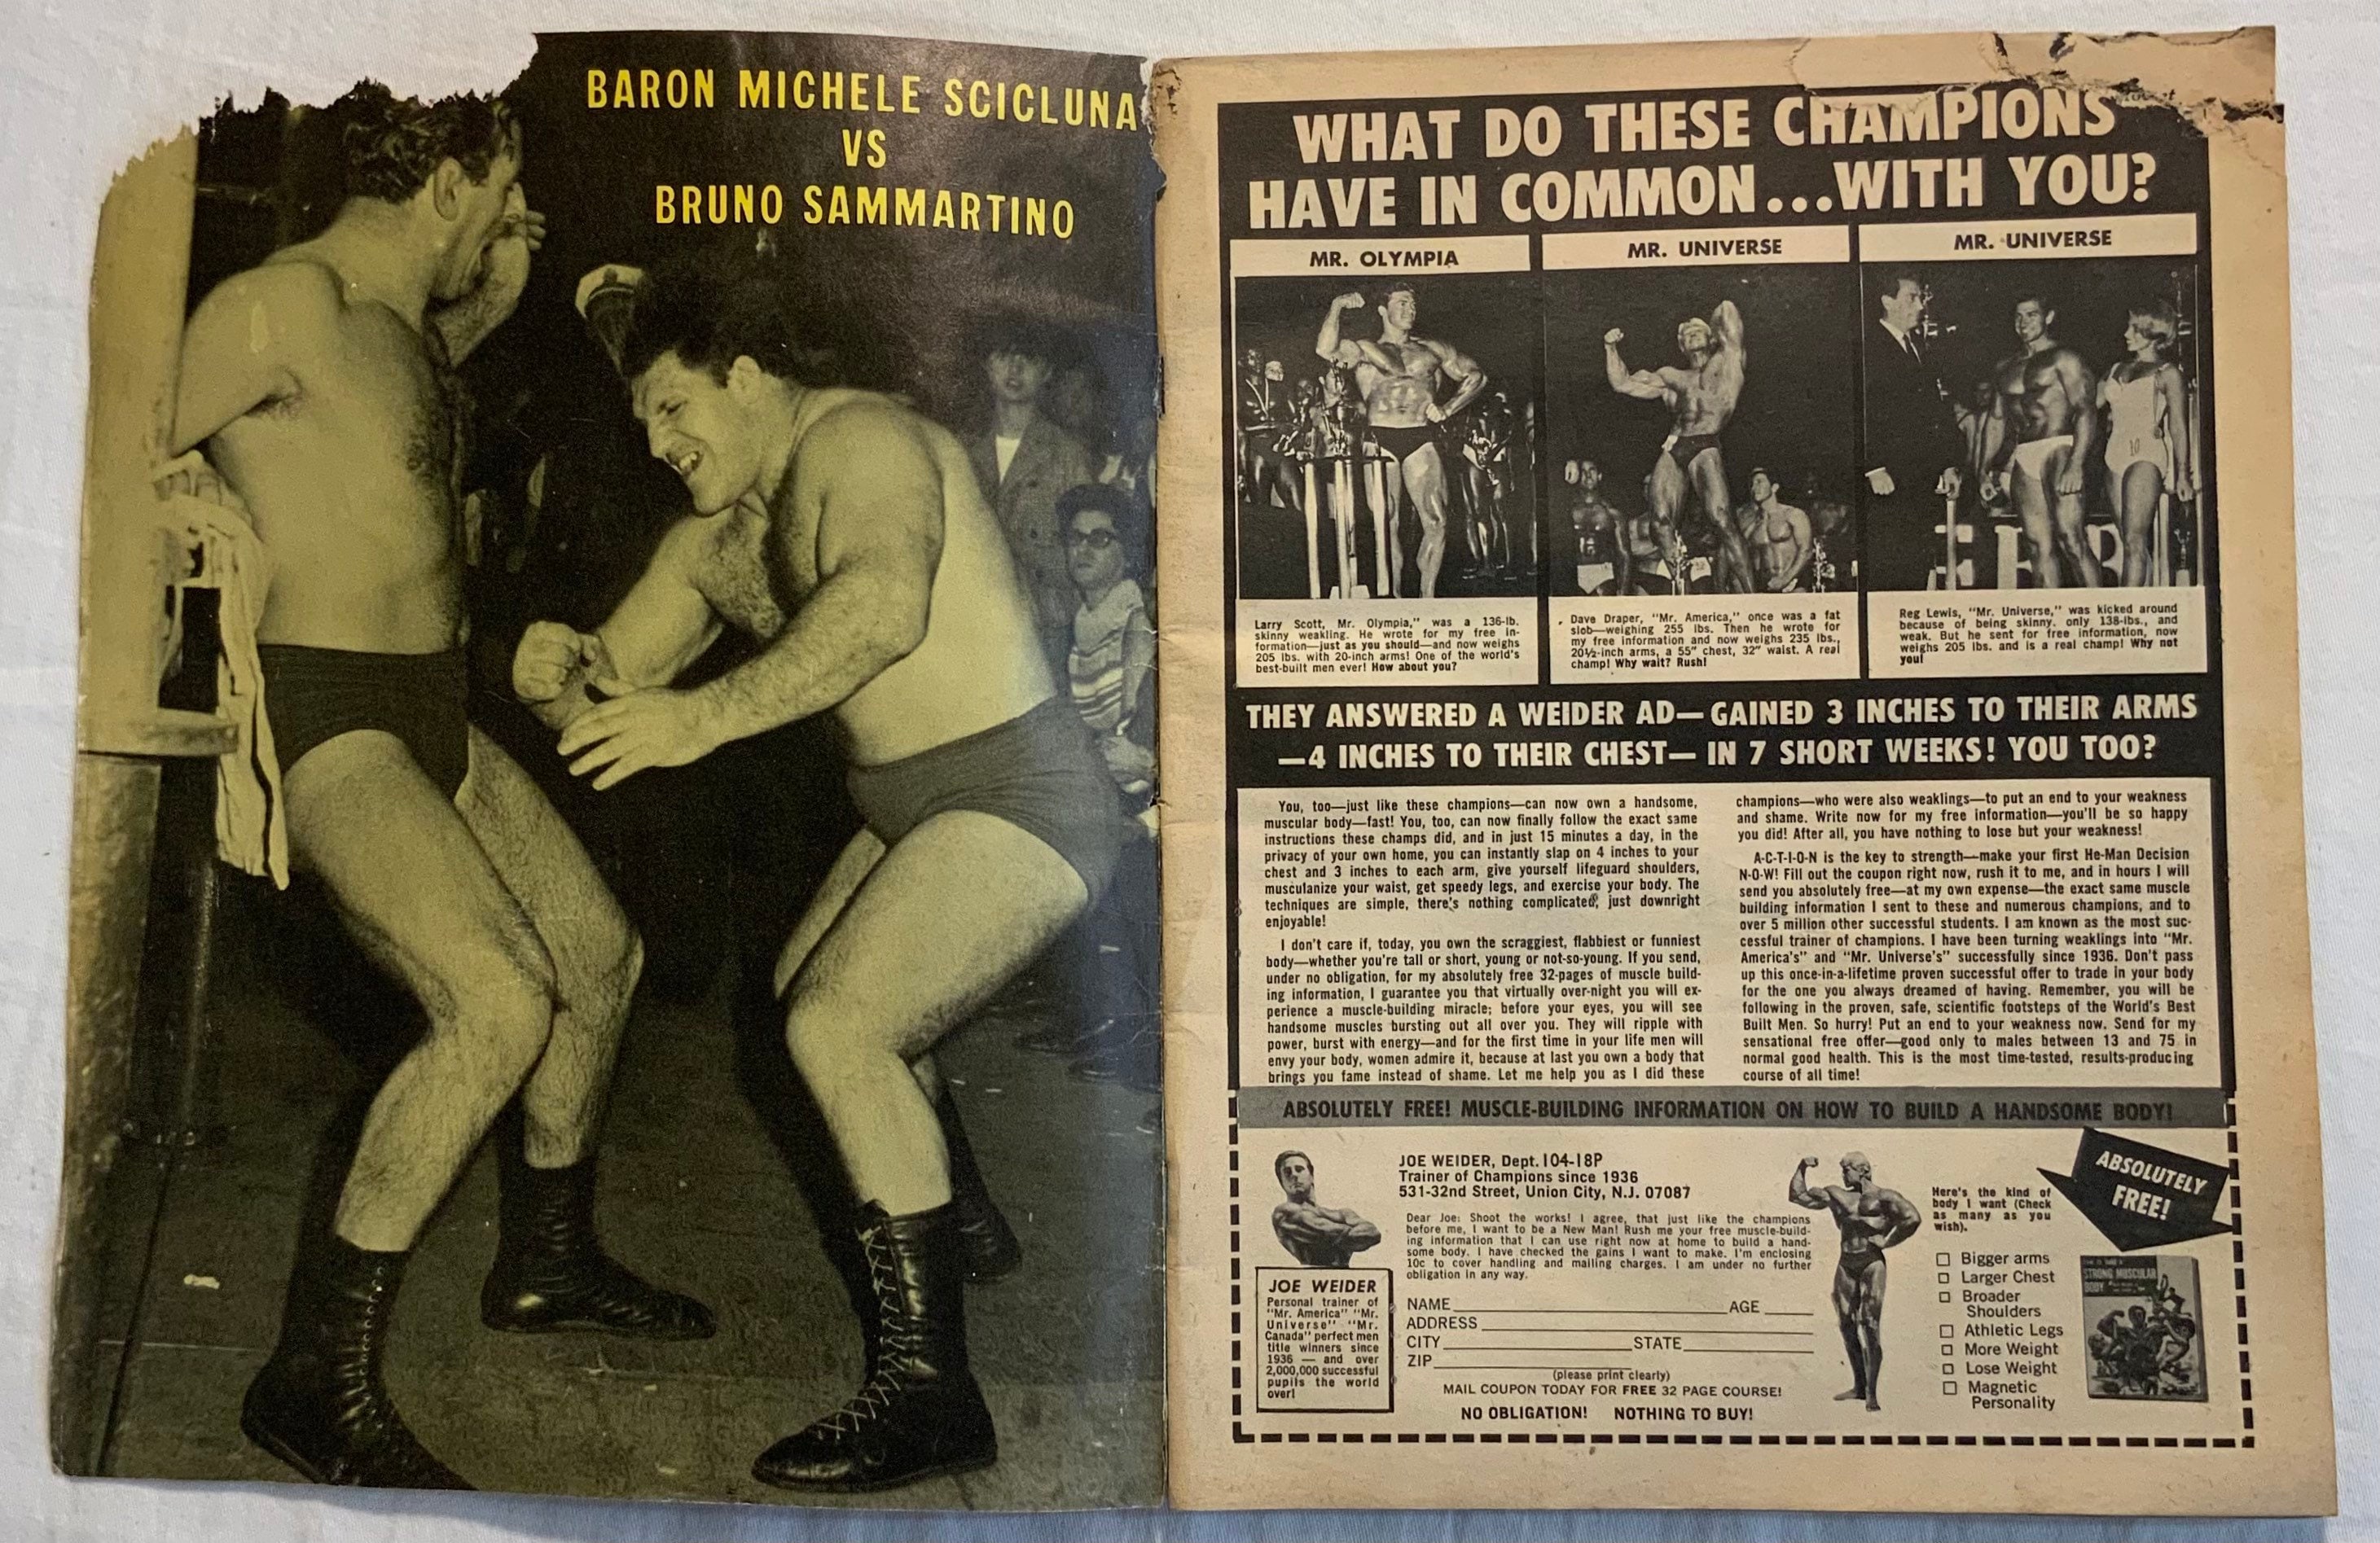 BARON MICHELE SCICLUNA
VS
BRUNO SAMMARTINO
WHAT DO THESE CHAMPIONS
HAVE IN COMMON...WITH YOU?
MR. OLYMPIA
MR. UNIVERSE
MR. UNIVERSE
Larry Scott, Mr. Olympia," was a 136-lb.
skinny weakling. He wrote for my free in-
formation—just as you should—and now weighs
205 lbs. with 20-inch arms! One of the world's
best-built men ever! How about you?
Dave Draper, "Mr. America," once was a fat
slob—weighing 255 lbs. Then he wrote for
my free information and now weighs 235 lbs.,
20½-inch arms, a 55" chest, 32" waist. A real
champ! Why wait? Rush!
Reg Lewis, "Mr. Universe," was kicked around
because of being skinny. only 138-lbs., and
weak. But he sent for free information, now
weighs 205 lbs. and is a real champ! Why not
you!
THEY ANSWERED A WEIDER AD—GAINED 3 INCHES TO THEIR ARMS
—4 INCHES TO THEIR CHEST—IN 7 SHORT WEEKS! YOU TOO?
You, too—just like these champions—can now own a handsome,
muscular body—fast! You, too, can now finally follow the exact same
instructions these champs did, and in just 15 minutes a day, in the
privacy of your own home, you can instantly slap on 4 inches to your
chest and 3 inches to each arm, give yourself lifeguard shoulders,
musculanize your waist, get speedy legs, and exercise your body. The
techniques are simple, there's nothing complicated, just downright
enjoyable!
I don't care if, today, you own the scraggiest, flabbiest or funniest
body—whether you're tall or short, young or not-so-young. If you send,
under no obligation, for my absolutely free 32-pages of muscle build-
ing information, I guarantee you that virtually over-night you will ex-
perience a muscle-building miracle; before your eyes, you will see
handsome muscles bursting out all over you. They will ripple with
power, burst with energy—and for the first time in your life men will
envy your body, women admire it, because at last you own a body that
brings you fame instead of shame. Let me help you as I did these
champions—who were also weaklings—to put an end to your weakness
and shame. Write now for my free information—you'll be so happy
you did! After all, you have nothing to lose but your weakness!
A-C-T-I-O-N is the key to strength—make your first He-Man Decision
N-O-W! Fill out the coupon right now, rush it to me, and in hours I will
send you absolutely free—at my own expense—the exact same muscle
building information I sent to these and numerous champions, and to
over 5 million other successful students. I am known as the most suc-
cessful trainer of champions. I have been turning weaklings into "Mr.
America's" and "Mr. Universe's" successfully since 1936. Don't pass
up this once-in-a-lifetime proven successful offer to trade in your body
for the one you always dreamed of having. Remember, you will be
following in the proven, safe, scientific footsteps of the World's Best
Built Men. So hurry! Put an end to your weakness now. Send for my
sensational free offer—good only to males between 13 and 75 in
normal good health. This is the most time-tested, results-producing
course of all time!
ABSOLUTELY FREE! MUSCLE-BUILDING INFORMATION ON HOW TO BUILD A HANDSOME BODY!
JOE WEIDER
Personal trainer of
"Mr. America" "Mr.
Universe" "Mr.
Canada" perfect men
title winners since
1936 — and over
2,000,000 successful
pupils the world
over!
JOE WEIDER, Dept. 104-18P
Trainer of Champions since 1936
531-32nd Street, Union City, N.J. 07087
Dear Joe: Shoot the works! I agree, that just like the champions
before me, I want to be a New Man! Rush me your free muscle-build-
ing information that I can use right now at home to build a hand-
some body. I have checked the gains I want to make. I'm enclosing
10c to cover handling and mailing charges. I am under no further
obligation in any way.
NAME AGE
ADDRESS
CITY STATE
ZIP
(please print clearly)
MAIL COUPON TODAY FOR FREE 32 PAGE COURSE!
NO OBLIGATION! NOTHING TO BUY!
Here's the kind of
body I want (Check
as many as you
wish).
Bigger arms
Larger Chest
Broader
Shoulders
Athletic Legs
More Weight
Lose Weight
Magnetic
Personality
ABSOLUTELY
FREE!
STRONG MUSCULAR
BODY